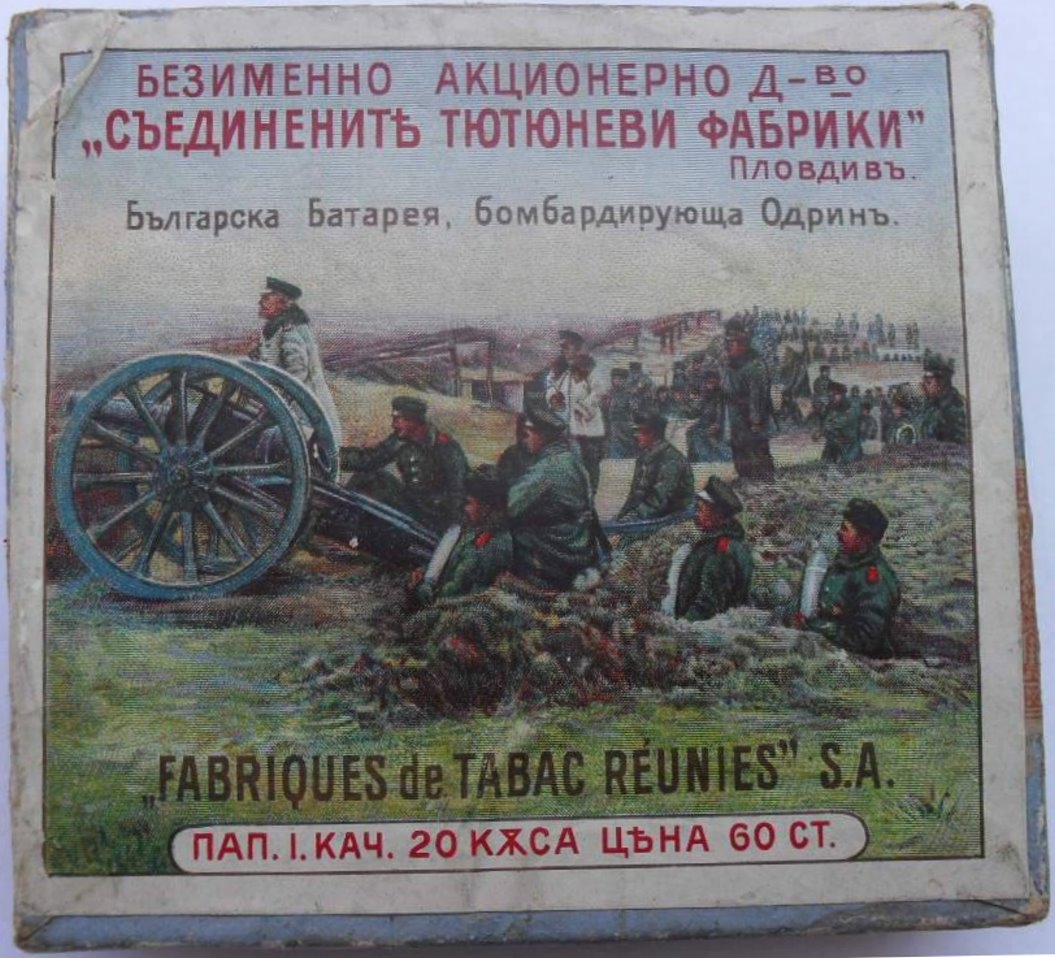 БЕЗИМЕННО АКЦИОНЕРНО Д-во
„СЪЕДИНЕНИТѢ ТЮТЮНЕВИ ФАБРИКИ”
Пловдивъ.
Българска Батарея, бомбардирующа Одринъ.
„FABRIQUES de TABAC RÉUNIES” S.A.
ПАП. I. КАЧ. 20 КѪСА ЦѢНА 60 СТ.